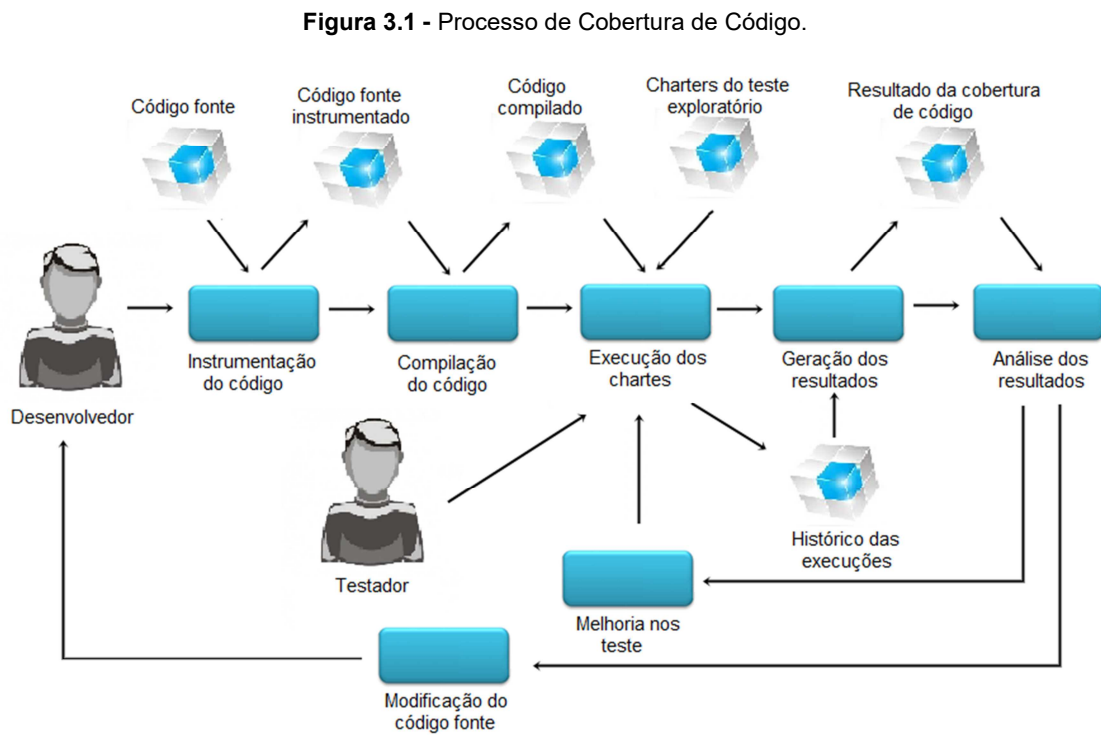 Figura 3.1 - Processo de Cobertura de Código.
Código fonte
Código fonte
instrumentado
Código
compilado
Charters do teste
exploratório
Resultado da cobertura
de código
Instrumentação
do código
Compilação
do código
Execução dos
chartes
Geração dos
resultados
Análise dos
resultados
Desenvolvedor
Testador
Histórico das
execuções
Melhoria nos
teste
Modificação do
código fonte